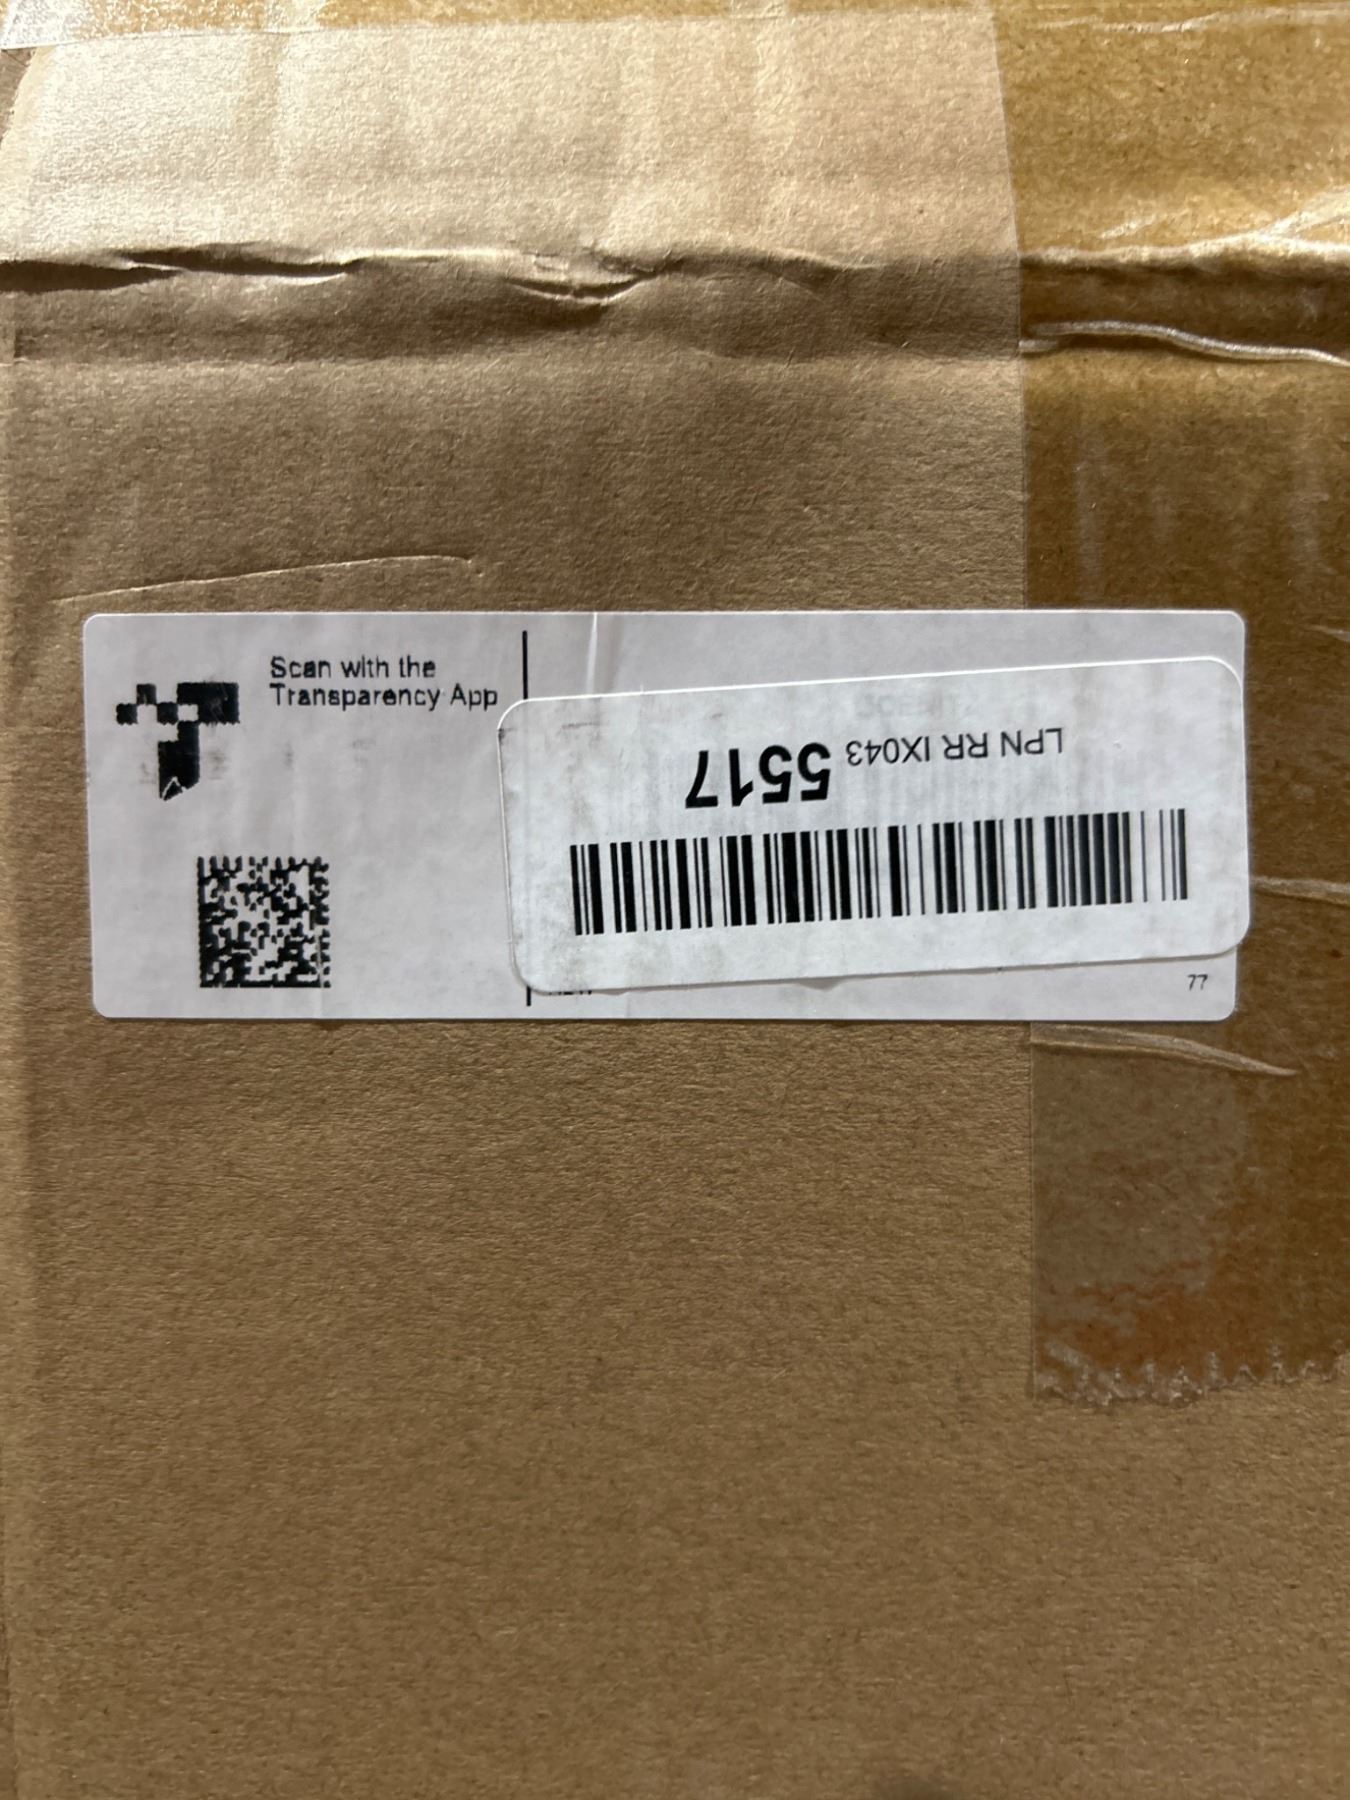 Scan with the
Transparency App
LPN RR IX043 5517
77